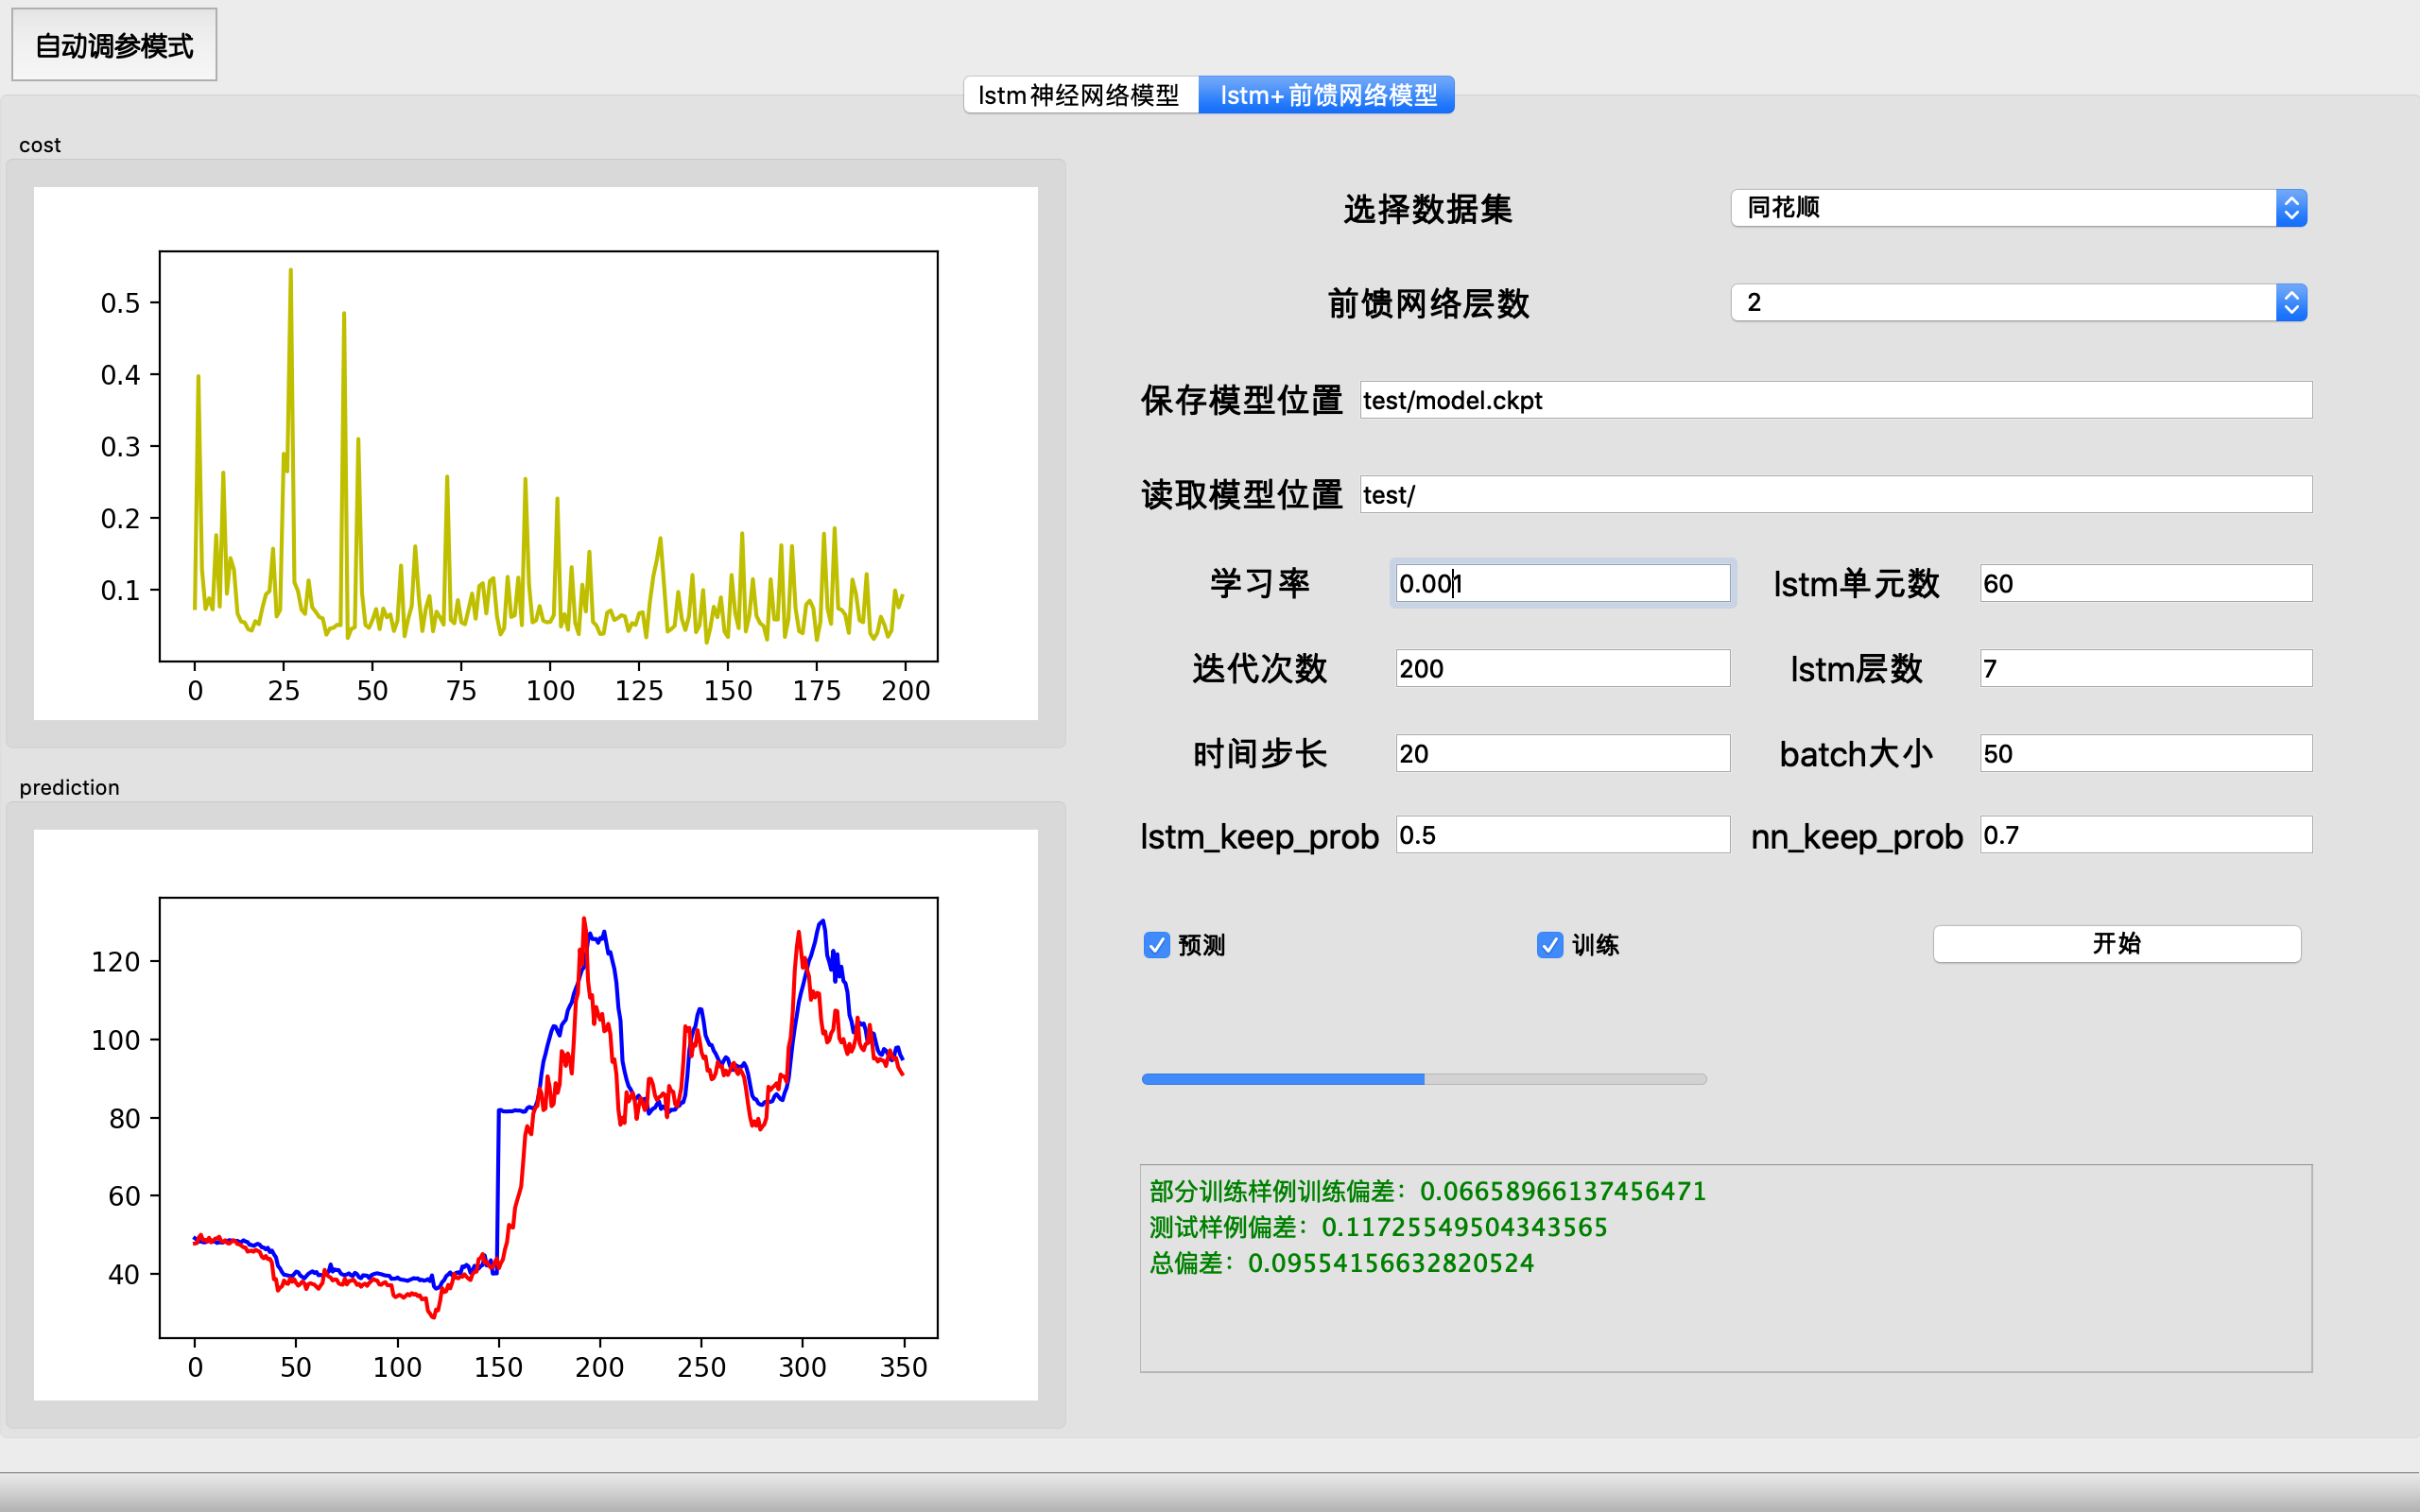 自动调参模式
lstm神经网络模型
lstm+前馈网络模型
cost
0.5
0.4
0.3
0.2
0.1
0 25 50 75 100 125 150 175 200
prediction
120
100
80
60
40
0 50 100 150 200 250 300 350
选择数据集
同花顺
前馈网络层数
2
保存模型位置
test/model.ckpt
读取模型位置
test/
学习率
0.001
lstm单元数
60
迭代次数
200
lstm层数
7
时间步长
20
batch大小
50
lstm_keep_prob
0.5
nn_keep_prob
0.7
预测
训练
开始
部分训练样例训练偏差：0.06658966137456471
测试样例偏差：0.11725549504343565
总偏差：0.09554156632820524